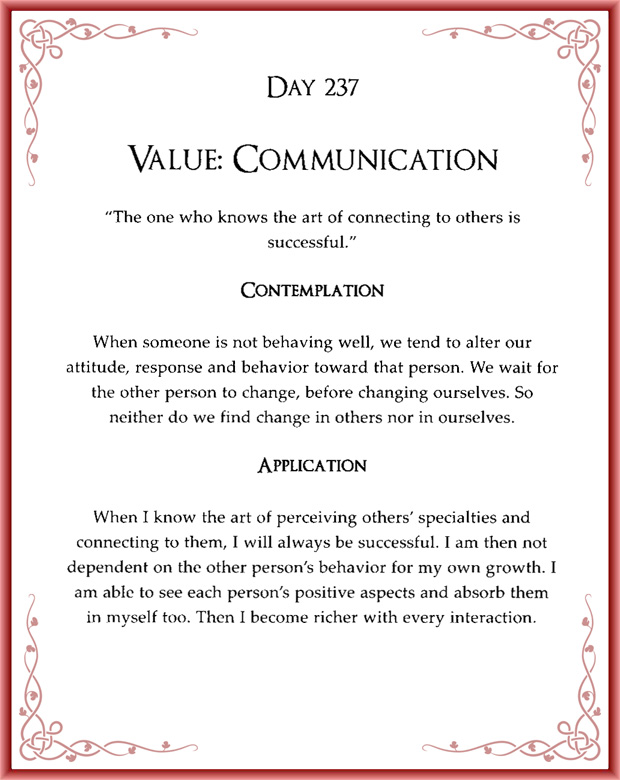 Day 237
Value: Communication
"The one who knows the art of connecting to others is
successful."
Contemplation
When someone is not behaving well, we tend to alter our
attitude, response and behavior toward that person. We wait for
the other person to change, before changing ourselves. So
neither do we find change in others nor in ourselves.
Application
When I know the art of perceiving others' specialties and
connecting to them, I will always be successful. I am then not
dependent on the other person's behavior for my own growth. I
am able to see each person's positive aspects and absorb them
in myself too. Then I become richer with every interaction.